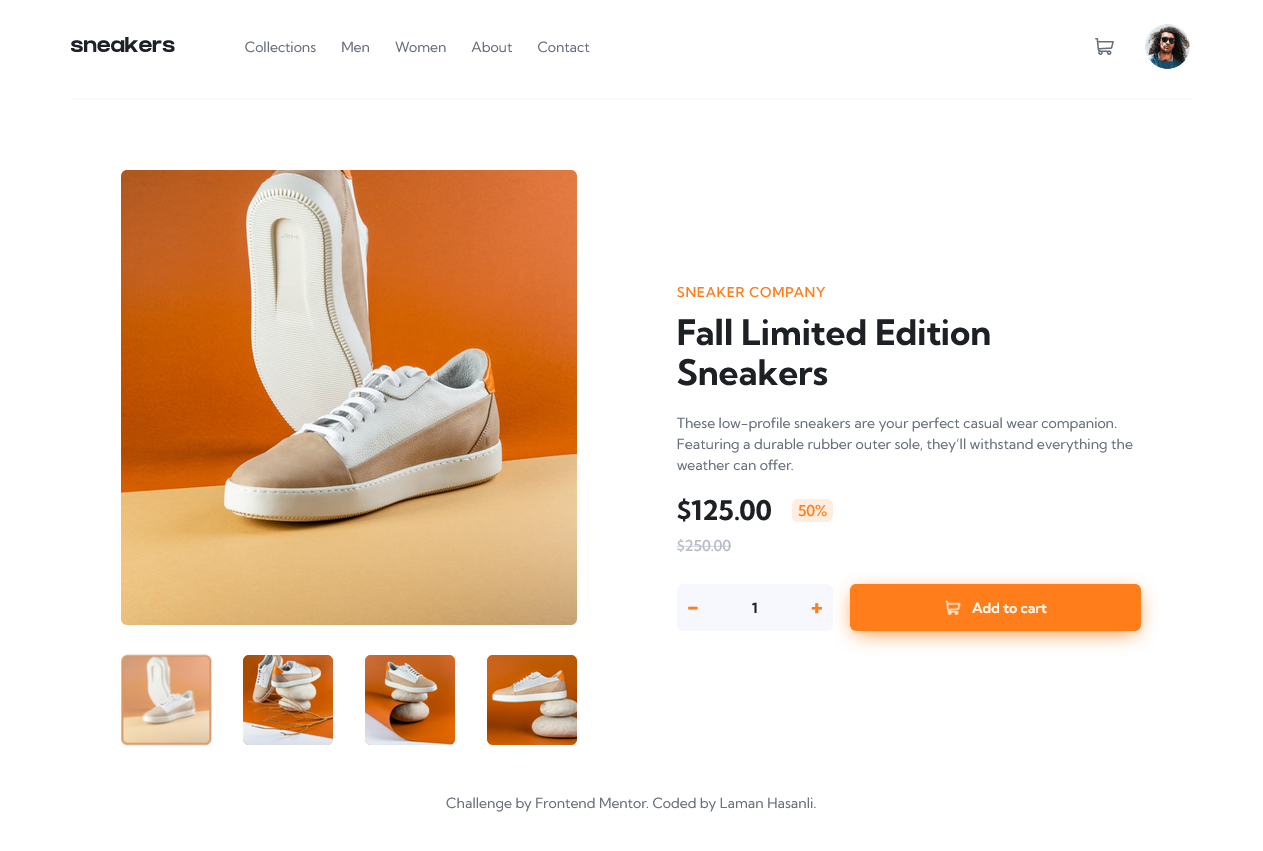 sneakers
Collections Men Women About Contact
SNEAKER COMPANY
Fall Limited Edition
Sneakers
These low-profile sneakers are your perfect casual wear companion.
Featuring a durable rubber outer sole, they’ll withstand everything the
weather can offer.
$125.00 50%
$250.00
− 1 + Add to cart
Challenge by Frontend Mentor. Coded by Laman Hasanli.